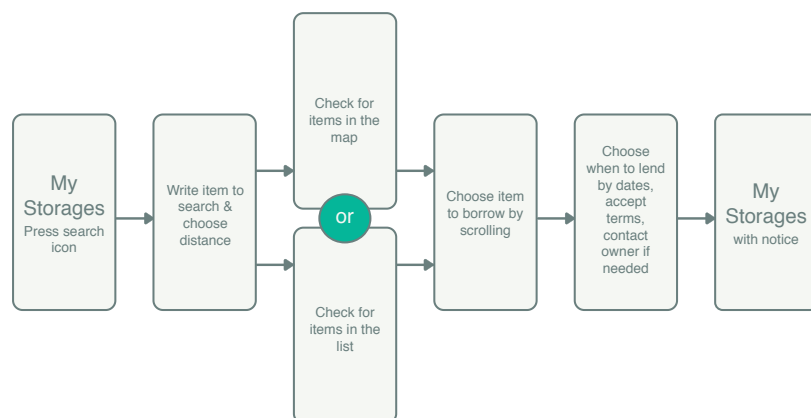 My
Storages
Press search
icon
Write item to
search &
choose
distance
Check for
items in the
map
or
Check for
items in the
list
Choose item
to borrow by
scrolling
Choose
when to lend
by dates,
accept
terms,
contact
owner if
needed
My
Storages
with notice